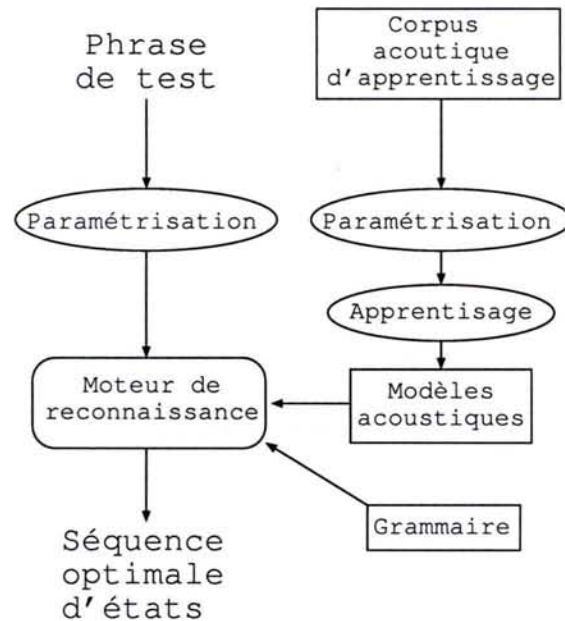 Phrase
de test
Corpus
acoutique
d'apprentissage
Paramétrisation
Paramétrisation
Apprentisage
Moteur de
reconnaissance
Modèles
acoustiques
Grammaire
Séquence
optimale
d'états